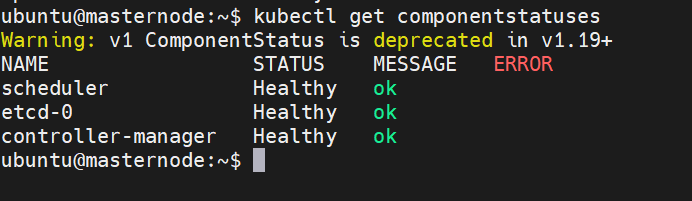 ubuntu@masternode:~$ kubectl get componentstatuses
Warning: v1 ComponentStatus is deprecated in v1.19+
NAME                 STATUS    MESSAGE   ERROR
scheduler            Healthy   ok
etcd-0               Healthy   ok
controller-manager   Healthy   ok
ubuntu@masternode:~$